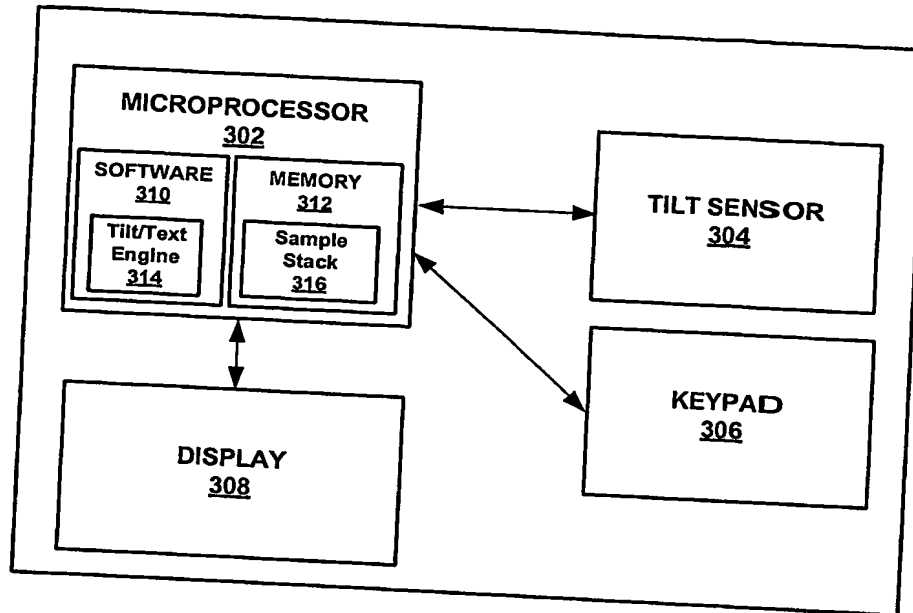 MICROPROCESSOR
302
SOFTWARE
310
Tilt/Text
Engine
314
MEMORY
312
Sample
Stack
316
TILT SENSOR
304
KEYPAD
306
DISPLAY
308